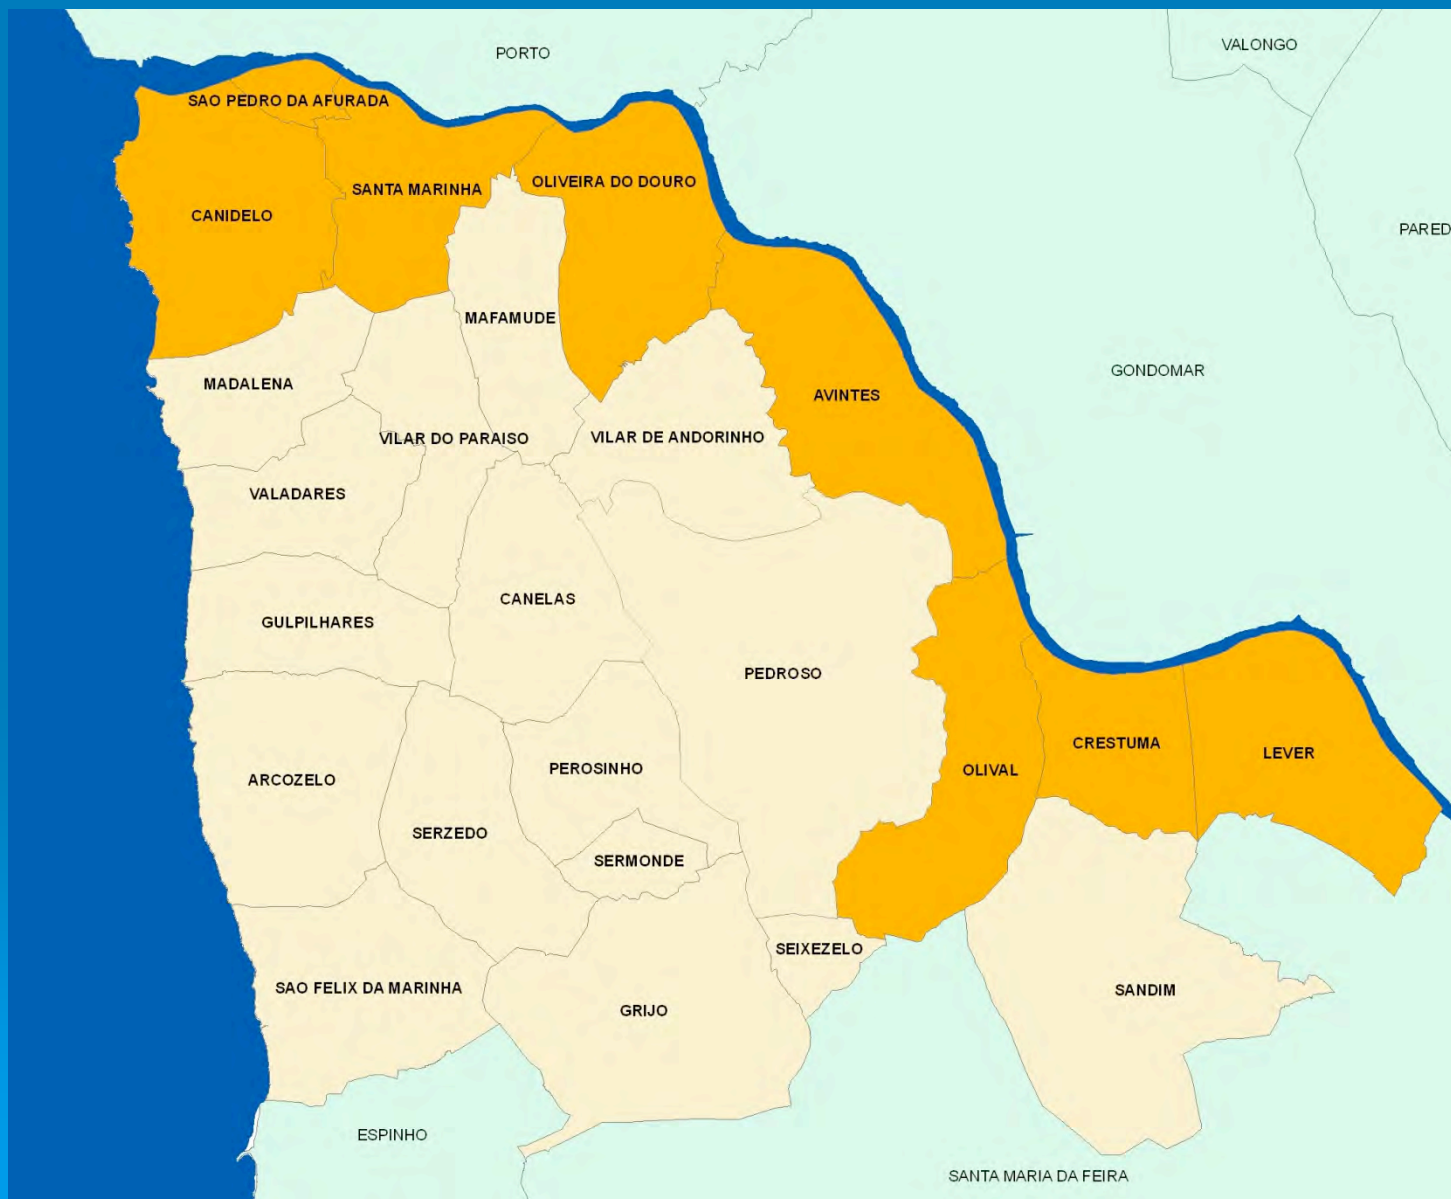 VALONGO
PORTO
SAO PEDRO DA AFURADA
OLIVEIRA DO DOURO
SANTA MARINHA
CANIDELO
PARED
MAFAMUDE
GONDOMAR
MADALENA
AVINTES
VILAR DO PARAISO
VILAR DE ANDORINHO
VALADARES
CANELAS
GULPILHARES
PEDROSO
CRESTUMA
LEVER
PEROSINHO
OLIVAL
ARCOZELO
SERZEDO
SERMONDE
SEIXEZELO
SAO FELIX DA MARINHA
SANDIM
GRIJO
ESPINHO
SANTA MARIA DA FEIRA